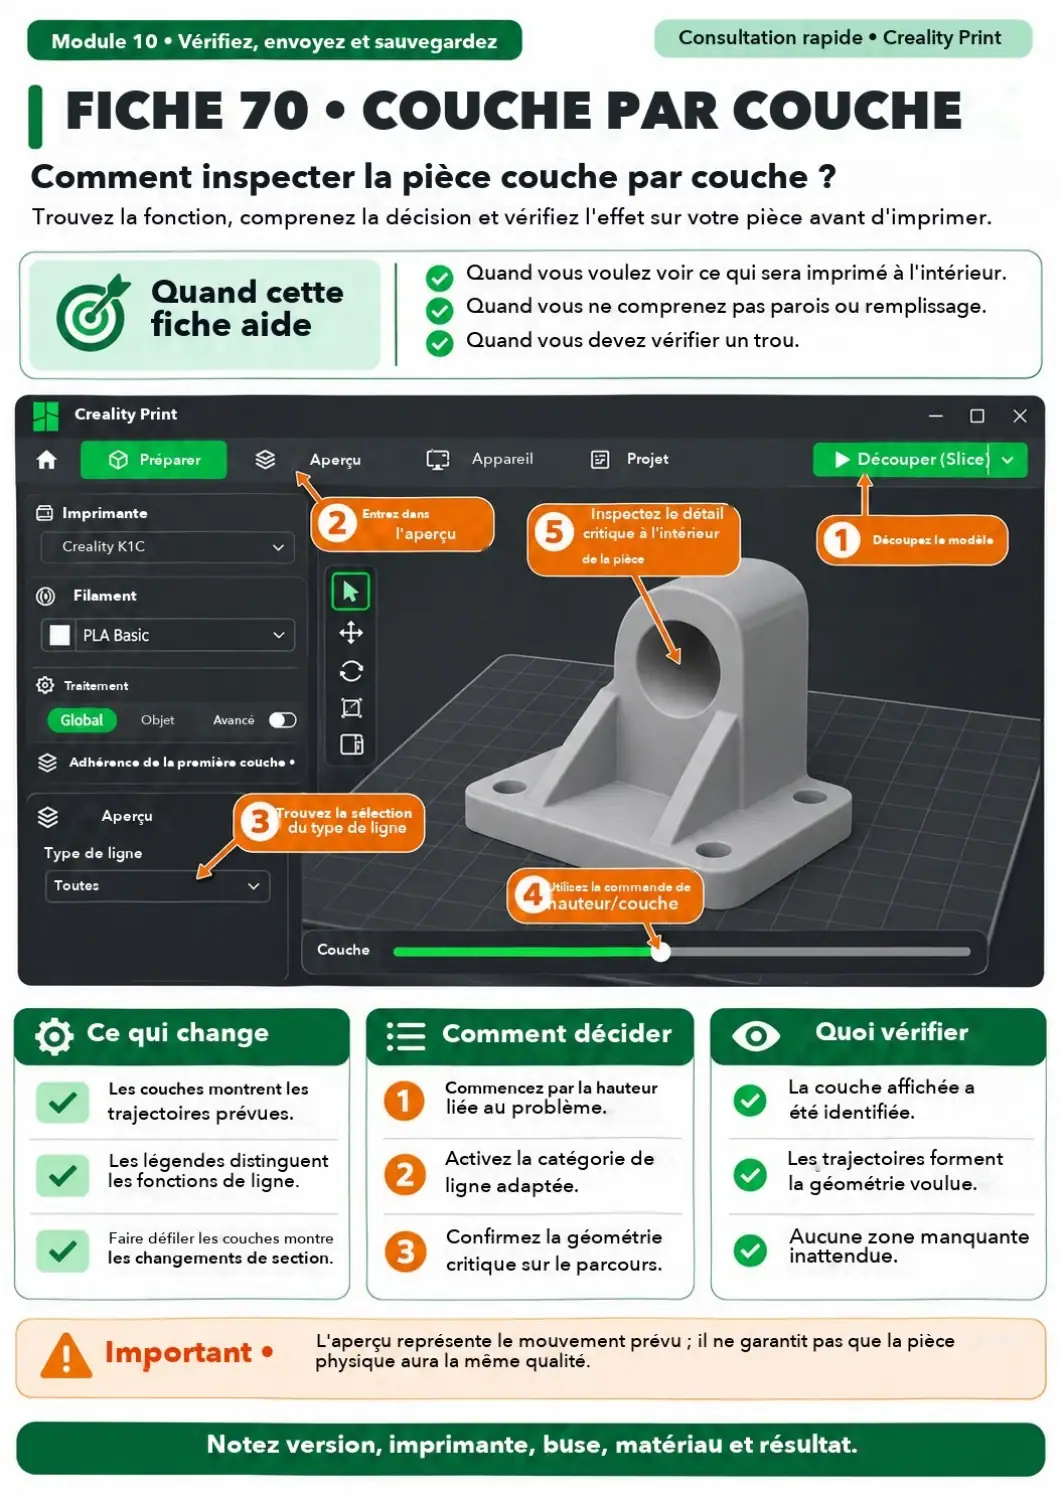 Module 10 • Vérifiez, envoyez et sauvegardez
Consultation rapide • Creality Print
FICHE 70 • COUCHE PAR COUCHE
Comment inspecter la pièce couche par couche ?
Trouvez la fonction, comprenez la décision et vérifiez l'effet sur votre pièce avant d'imprimer.
Quand cette
fiche aide
Quand vous voulez voir ce qui sera imprimé à l'intérieur.
Quand vous ne comprenez pas parois ou remplissage.
Quand vous devez vérifier un trou.
Creality Print
Préparer
Aperçu
Appareil
Projet
Découper (Slice)
Imprimante
Creality K1C
Filament
PLA Basic
Traitement
Global
Objet
Avancé
Adhérence de la première couche •
Aperçu
Type de ligne
Toutes
2 Entrez dans
l'aperçu
5 Inspectez le détail
critique à l'intérieur
de la pièce
1 Découpez le modèle
3 Trouvez la sélection
du type de ligne
4 Utilisez la commande de
hauteur/couche
Couche
Ce qui change
Les couches montrent les
trajectoires prévues.
Les légendes distinguent
les fonctions de ligne.
Faire défiler les couches montre
les changements de section.
Comment décider
1 Commencez par la hauteur
liée au problème.
2 Activez la catégorie de
ligne adaptée.
3 Confirmez la géométrie
critique sur le parcours.
Quoi vérifier
La couche affichée a
été identifiée.
Les trajectoires forment
la géométrie voulue.
Aucune zone manquante
inattendue.
Important •
L'aperçu représente le mouvement prévu ; il ne garantit pas que la pièce
physique aura la même qualité.
Notez version, imprimante, buse, matériau et résultat.